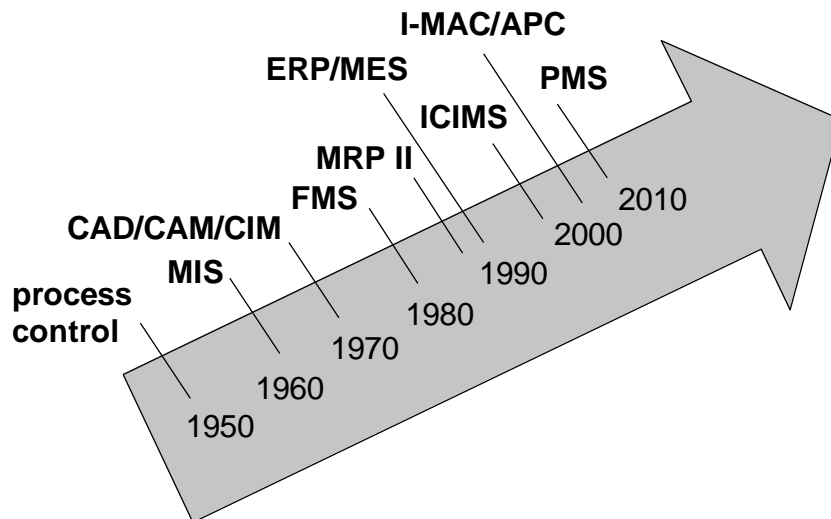 I-MAC/APC
ERP/MES
PMS
ICIMS
MRP II
FMS
CAD/CAM/CIM
MIS
process
control
2010
2000
1990
1980
1970
1960
1950